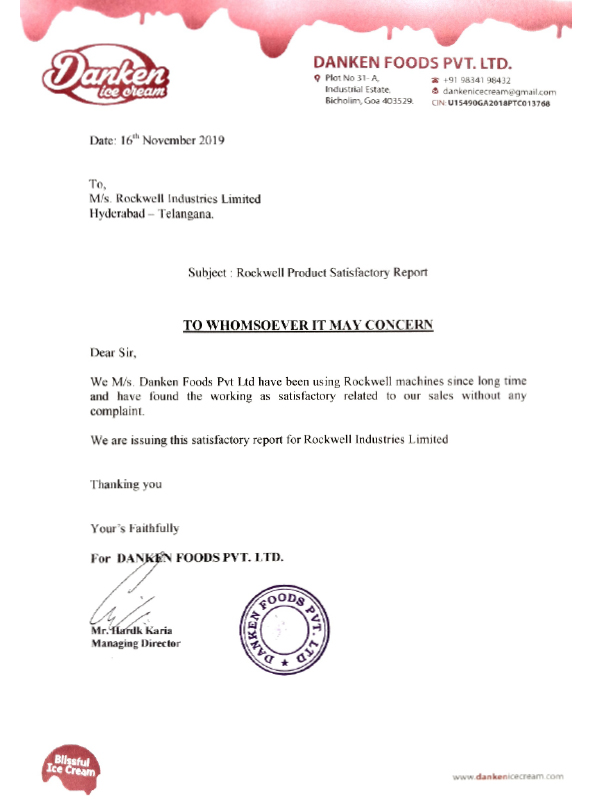 Danken
ice cream
DANKEN FOODS PVT. LTD.
Plot No 31- A,
Industrial Estate.
Bicholim, Goa 403529.
+91 98341 98432
dankenicecream@gmail.com
CIN: U15490GA2018PTC013768
Date: 16th November 2019
To,
M/s. Rockwell Industries Limited
Hyderabad – Telangana.
Subject : Rockwell Product Satisfactory Report
TO WHOMSOEVER IT MAY CONCERN
Dear Sir,
We M/s. Danken Foods Pvt Ltd have been using Rockwell machines since long time
and have found the working as satisfactory related to our sales without any
complaint.
We are issuing this satisfactory report for Rockwell Industries Limited
Thanking you
Your's Faithfully
For DANKEN FOODS PVT. LTD.
Mr. Hardk Karia
Managing Director
DANKEN FOODS PVT. LTD
Blissful
Ice Cream
www.dankenicecream.com